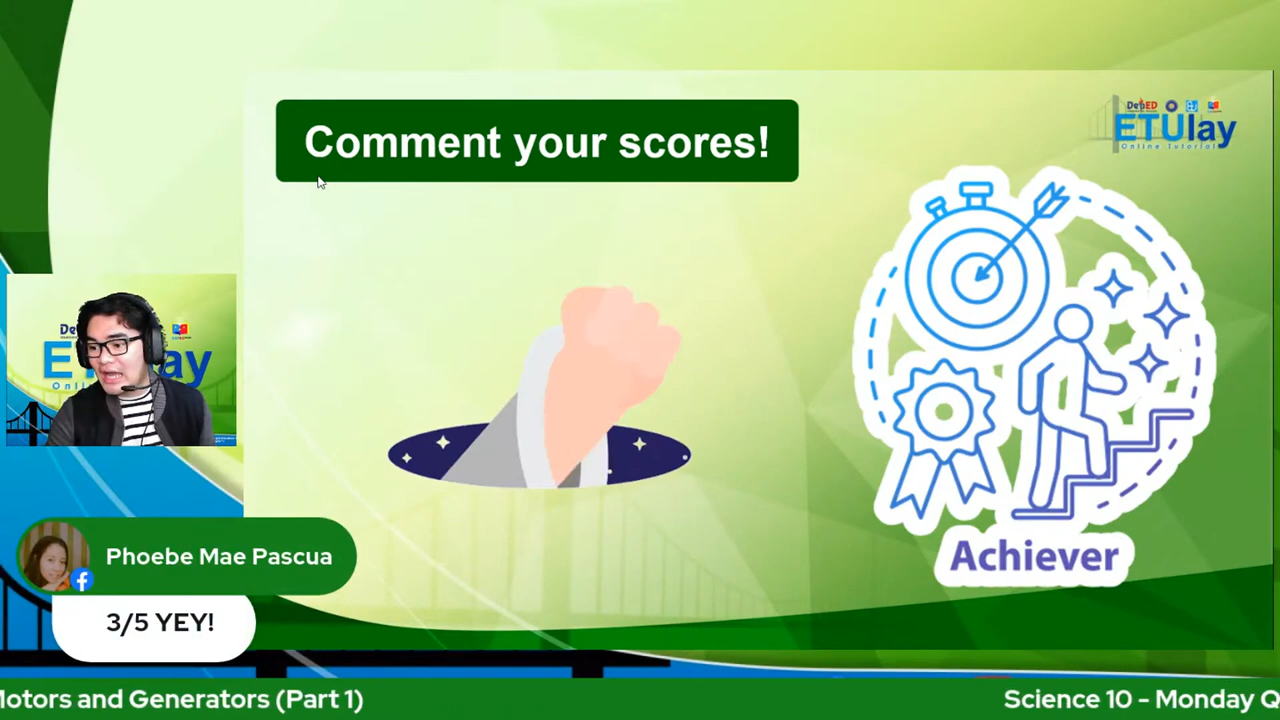 Comment your scores!
DepED
ETUlay
Online Tutorial
Achiever
Phoebe Mae Pascua
3/5 YEY!
Motors and Generators (Part 1)
Science 10 - Monday Q